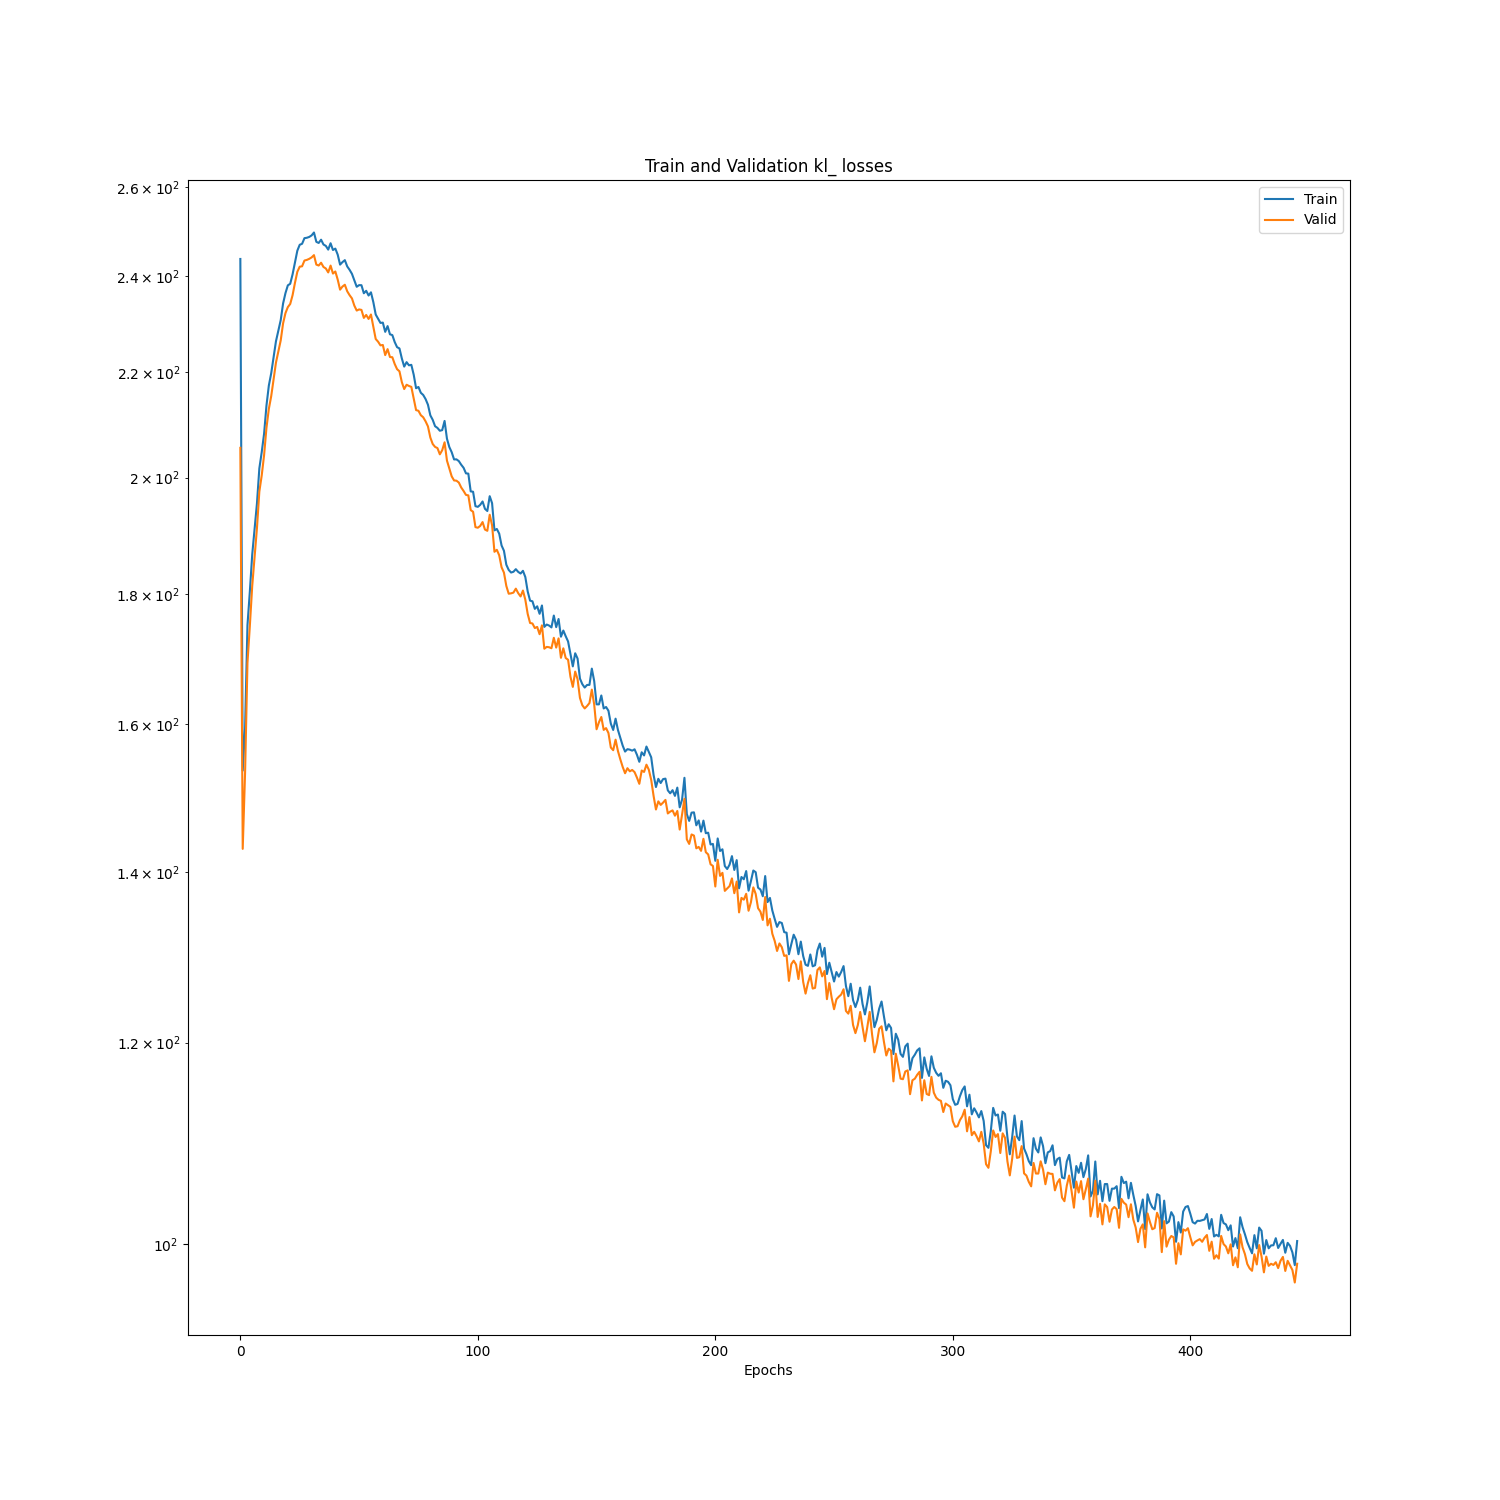 Train and Validation kl_ losses
2.6 × 10²
2.4 × 10²
2.2 × 10²
2 × 10²
1.8 × 10²
1.6 × 10²
1.4 × 10²
1.2 × 10²
10²
Train
Valid
0 100 200 300 400
Epochs